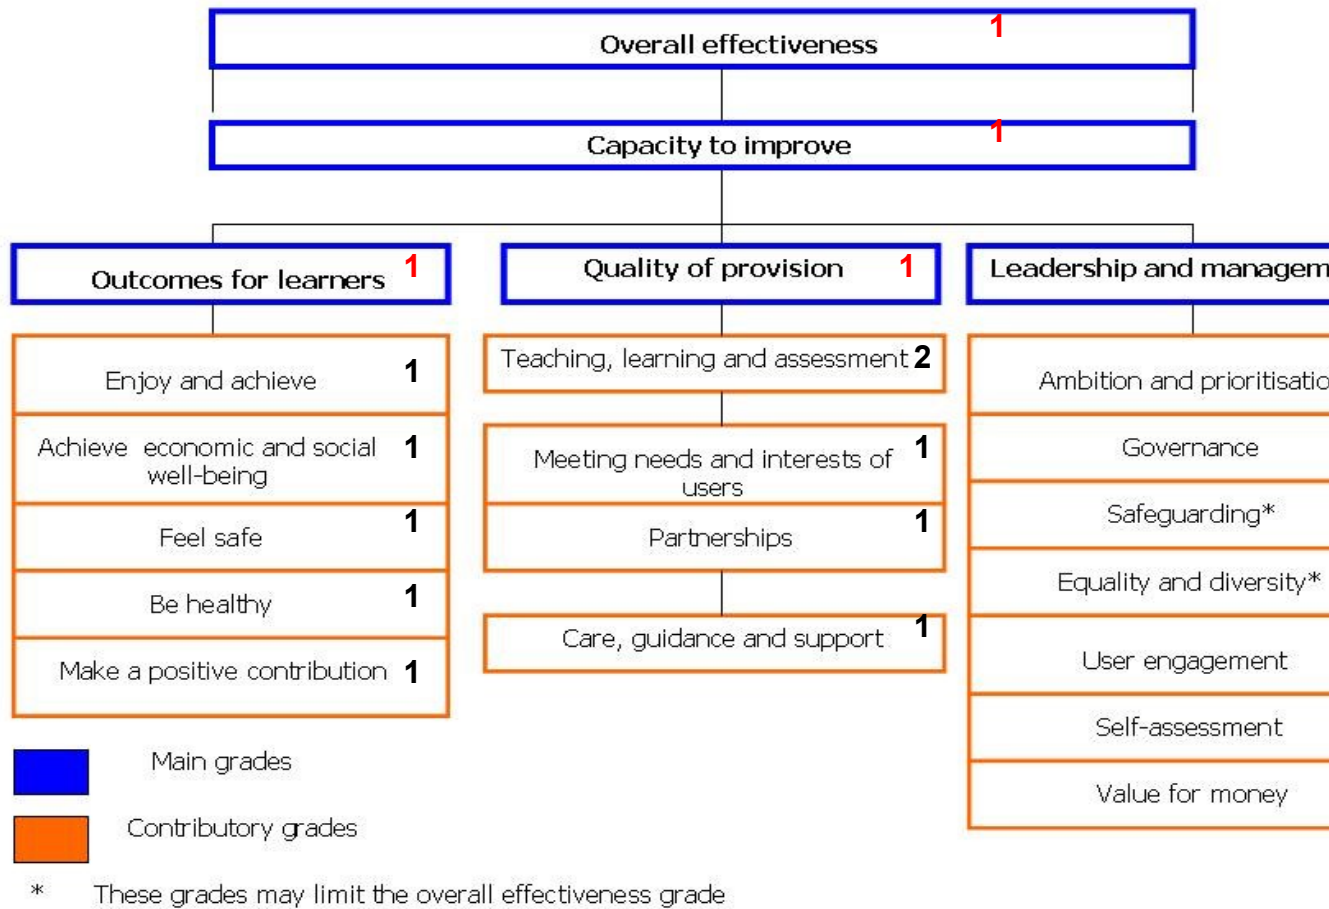 Overall effectiveness 1
Capacity to improve 1
Outcomes for learners 1
Quality of provision 1
Leadership and managem
Enjoy and achieve 1
Achieve economic and social 1
well-being
Feel safe 1
Be healthy 1
Make a positive contribution 1
Teaching, learning and assessment 2
Meeting needs and interests of 1
users
Partnerships 1
Care, guidance and support 1
Ambition and prioritisatio
Governance
Safeguarding*
Equality and diversity*
User engagement
Self-assessment
Value for money
Main grades
Contributory grades
* These grades may limit the overall effectiveness grade